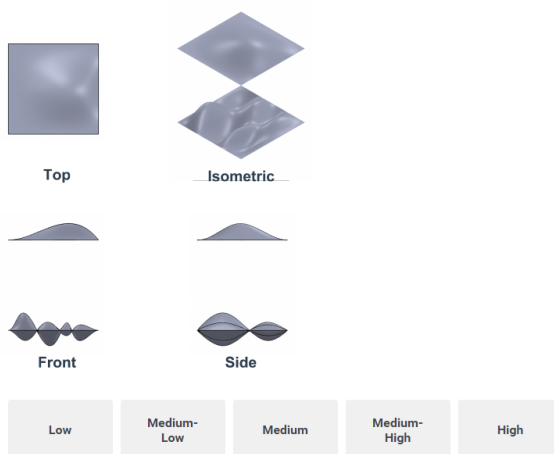 Top
Isometric
Front
Side
Low
Medium-
Low
Medium
Medium-
High
High